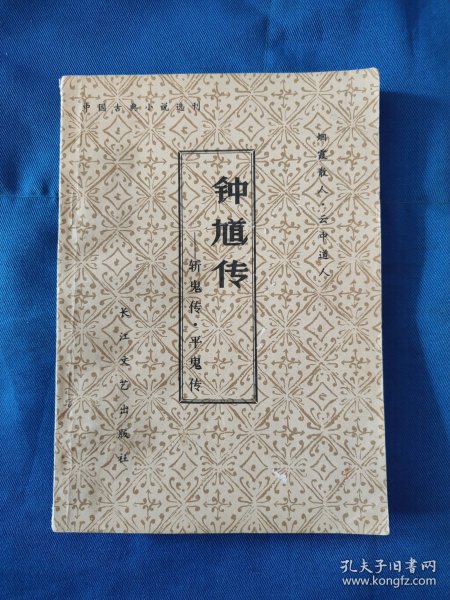 中国古典小说选刊
烟霞散人·云中道人
钟馗传
——斩鬼传·平鬼传
长江文艺出版社
孔夫子旧书网
www.kongfz.com